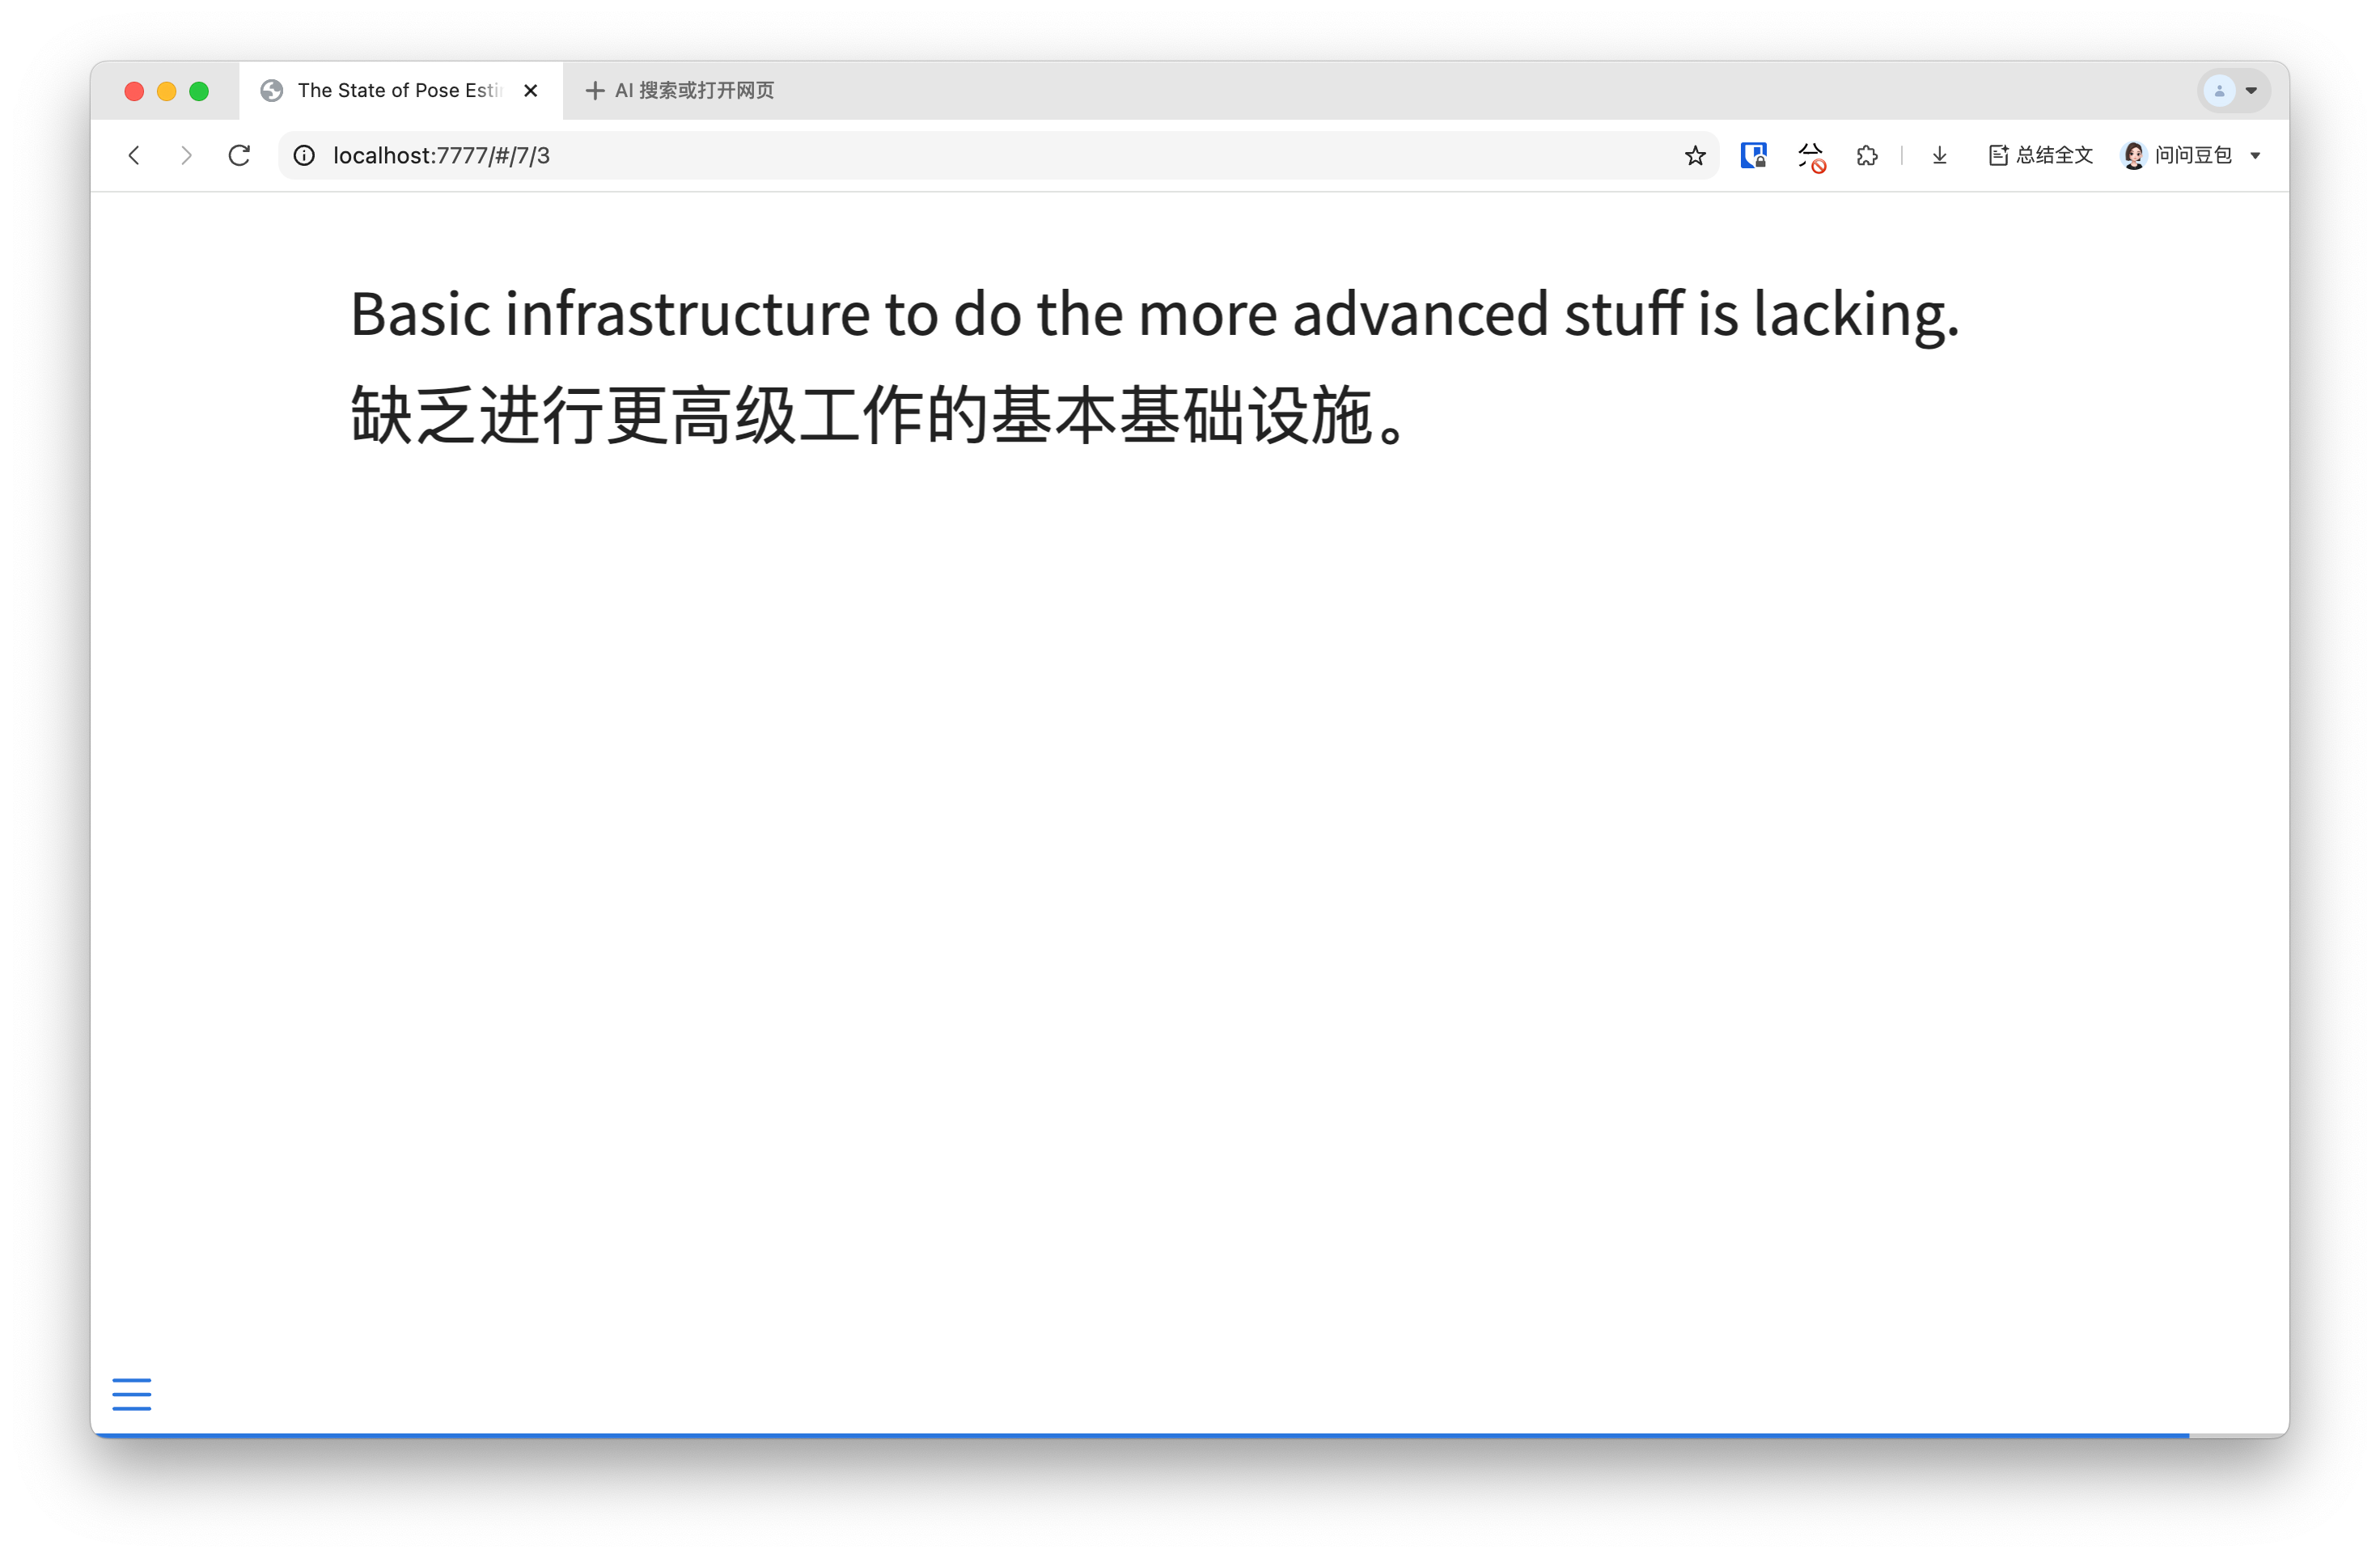 The State of Pose Esti
AI 搜索或打开网页
localhost:7777/#/7/3
总结全文
问问豆包
Basic infrastructure to do the more advanced stuff is lacking.
缺乏进行更高级工作的基本基础设施。